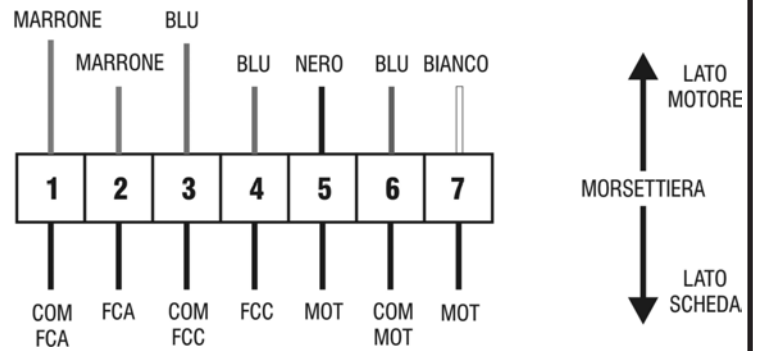 MARRONE BLU
MARRONE BLU NERO BLU BIANCO
LATO
MOTORE
1 2 3 4 5 6 7
MORSETTIERA
COM FCA COM FCC MOT COM MOT
FCA FCC MOT
LATO
SCHEDA